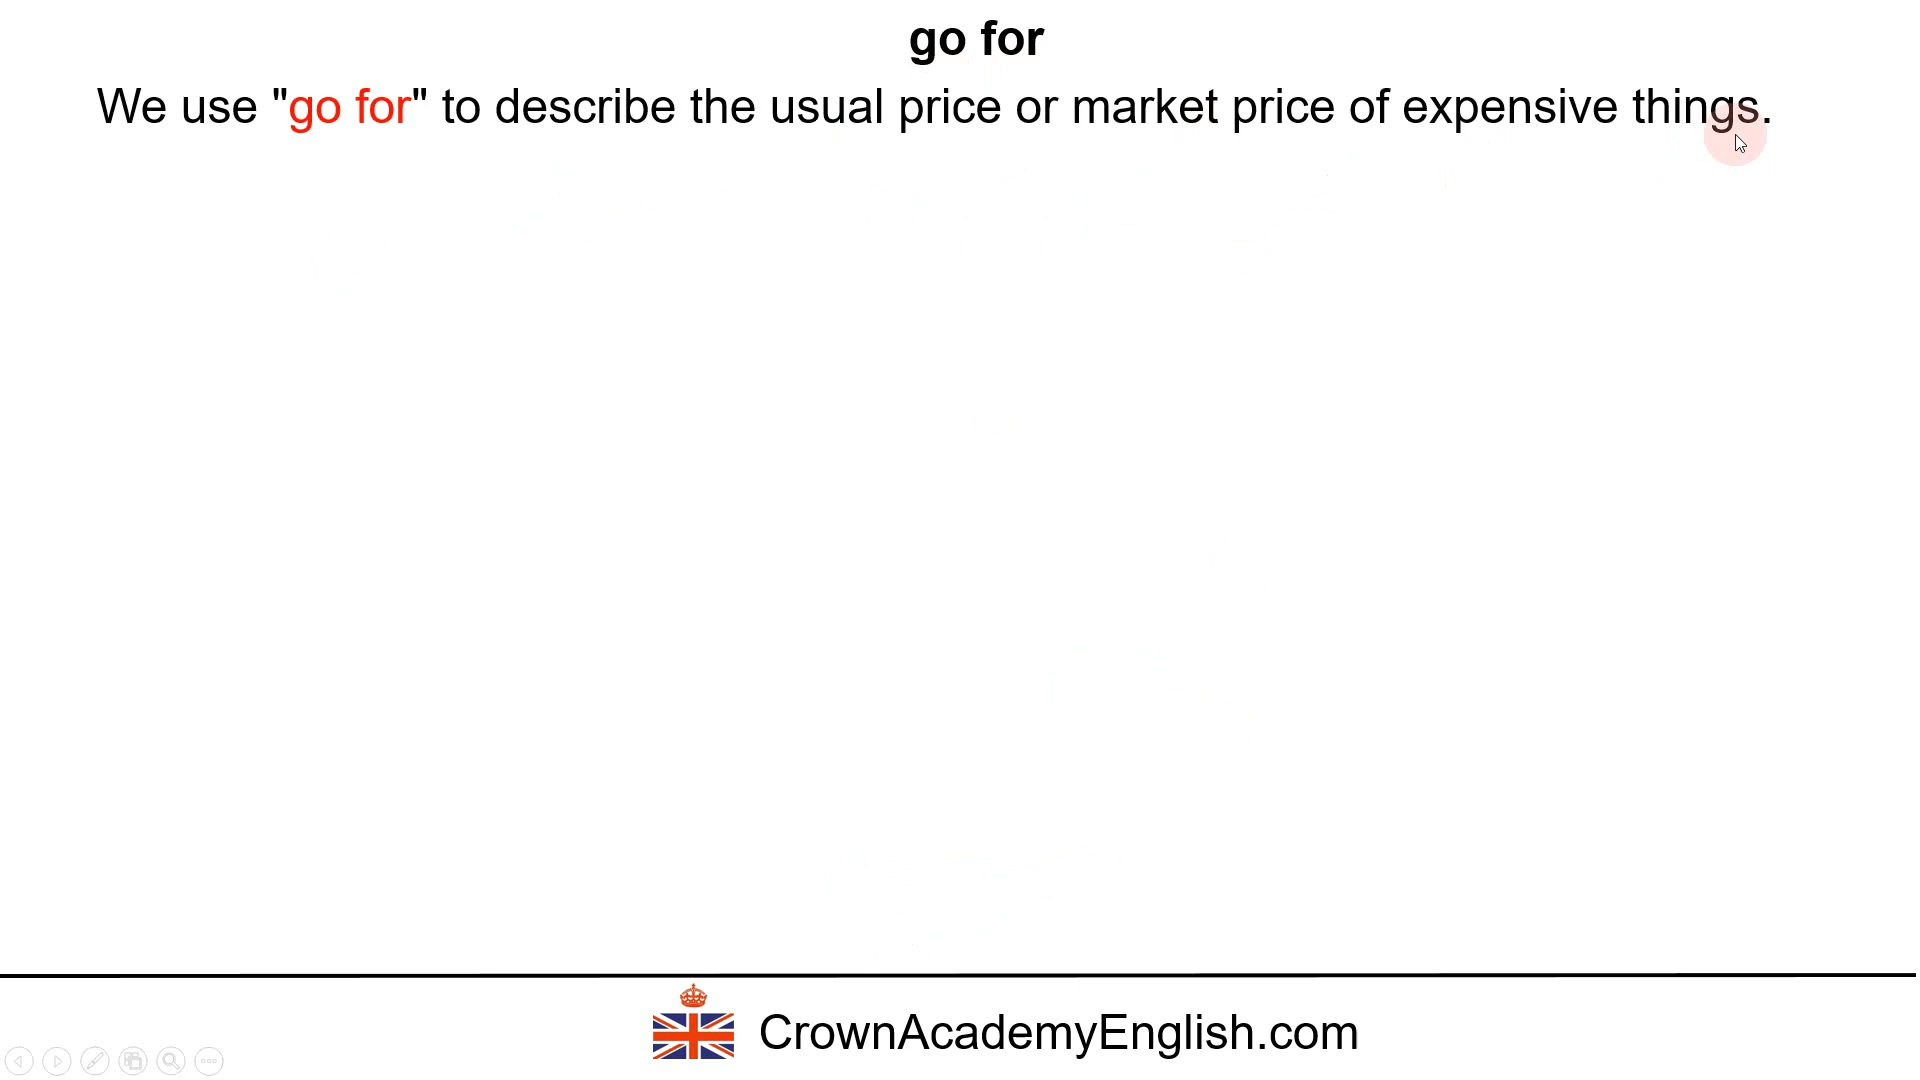 go for
We use "go for" to describe the usual price or market price of expensive things.
CrownAcademyEnglish.com